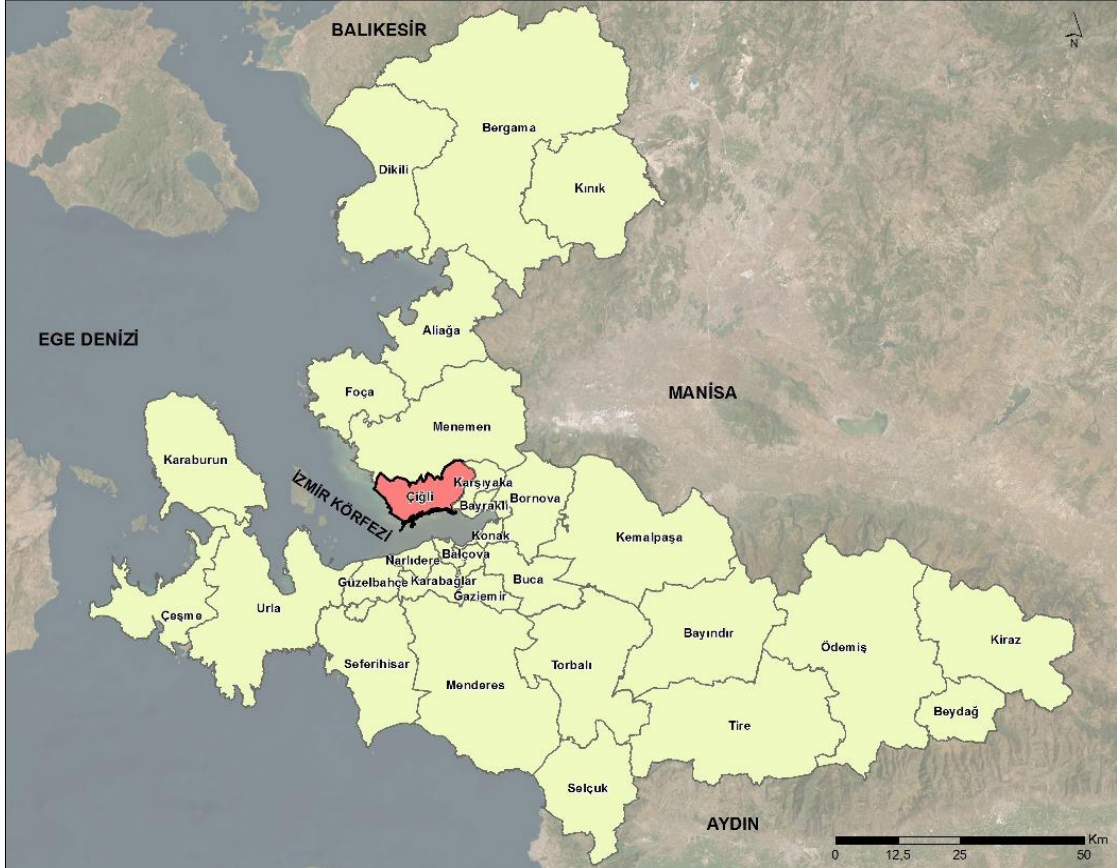 BALIKESİR
N
Bergama
Dikili
Kınık
Aliağa
EGE DENİZİ
Foça
MANİSA
Menemen
Karaburun
Karşıyaka
Çiğli
Bornova
Bayraklı
İZMİR KÖRFEZİ
Konak
Kemalpaşa
Balçova
Narlıdere
Güzelbahçe
Karabağlar
Buca
Gaziemir
Çeşme
Urla
Bayındır
Kiraz
Seferihisar
Torbalı
Ödemiş
Menderes
Beydağ
Tire
Selçuk
AYDIN
Km
0 12,5 25 50